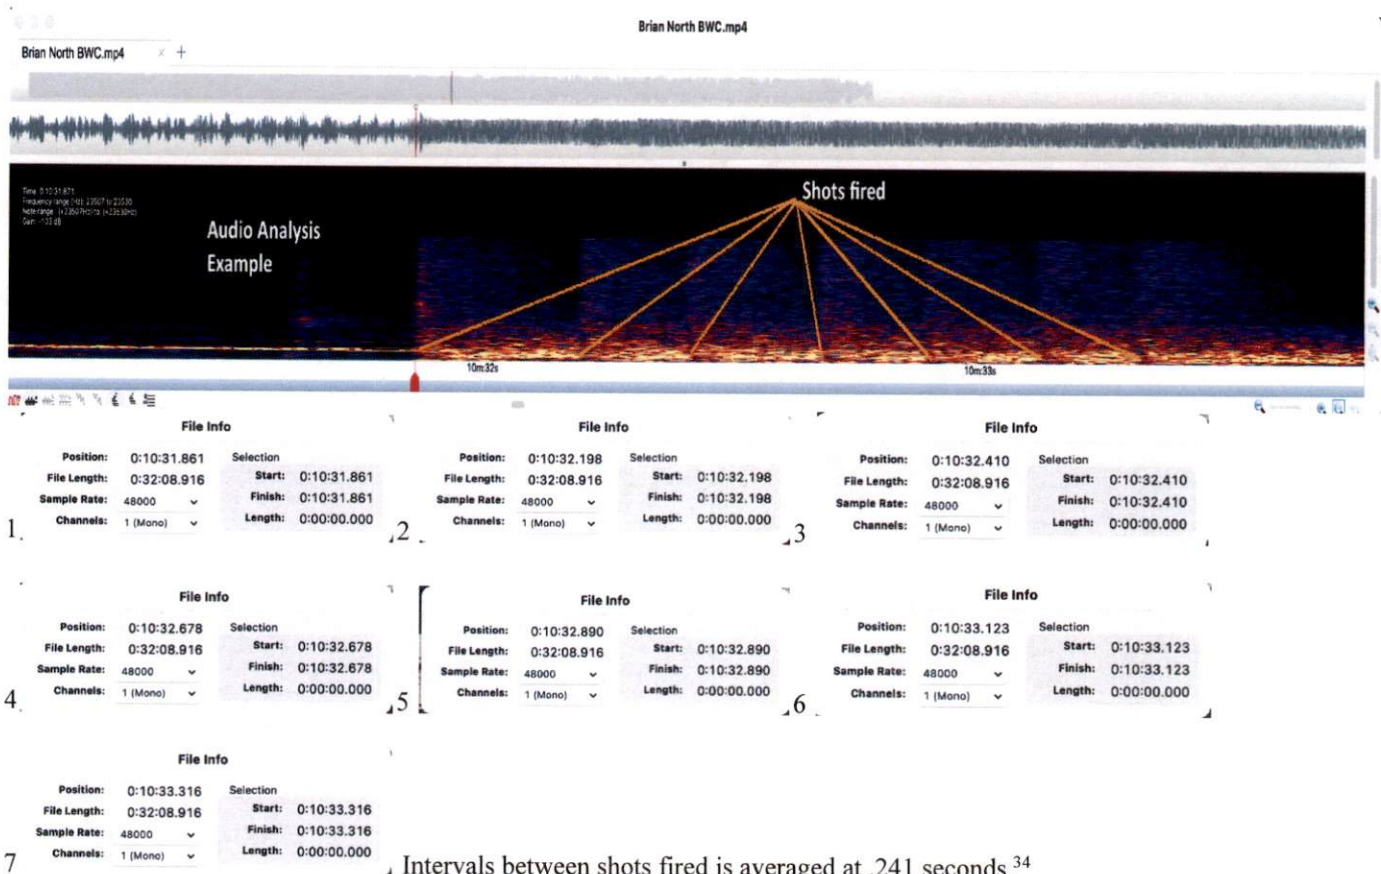 Brian North BWC.mp4
Brian North BWC.mp4 × +
Time: 0:10:31.871
Audio Analysis
Example
Shots fired
10m:32s
10m:33s
File Info
Position: 0:10:31.861 Selection
File Length: 0:32:08.916 Start: 0:10:31.861
Sample Rate: 48000 Finish: 0:10:31.861
Channels: 1 (Mono) Length: 0:00:00.000
1
File Info
Position: 0:10:32.198 Selection
File Length: 0:32:08.916 Start: 0:10:32.198
Sample Rate: 48000 Finish: 0:10:32.198
Channels: 1 (Mono) Length: 0:00:00.000
2
File Info
Position: 0:10:32.410 Selection
File Length: 0:32:08.916 Start: 0:10:32.410
Sample Rate: 48000 Finish: 0:10:32.410
Channels: 1 (Mono) Length: 0:00:00.000
3
File Info
Position: 0:10:32.678 Selection
File Length: 0:32:08.916 Start: 0:10:32.678
Sample Rate: 48000 Finish: 0:10:32.678
Channels: 1 (Mono) Length: 0:00:00.000
4
File Info
Position: 0:10:32.890 Selection
File Length: 0:32:08.916 Start: 0:10:32.890
Sample Rate: 48000 Finish: 0:10:32.890
Channels: 1 (Mono) Length: 0:00:00.000
5
File Info
Position: 0:10:33.123 Selection
File Length: 0:32:08.916 Start: 0:10:33.123
Sample Rate: 48000 Finish: 0:10:33.123
Channels: 1 (Mono) Length: 0:00:00.000
6
File Info
Position: 0:10:33.316 Selection
File Length: 0:32:08.916 Start: 0:10:33.316
Sample Rate: 48000 Finish: 0:10:33.316
Channels: 1 (Mono) Length: 0:00:00.000
7
Intervals between shots fired is averaged at .241 seconds.34